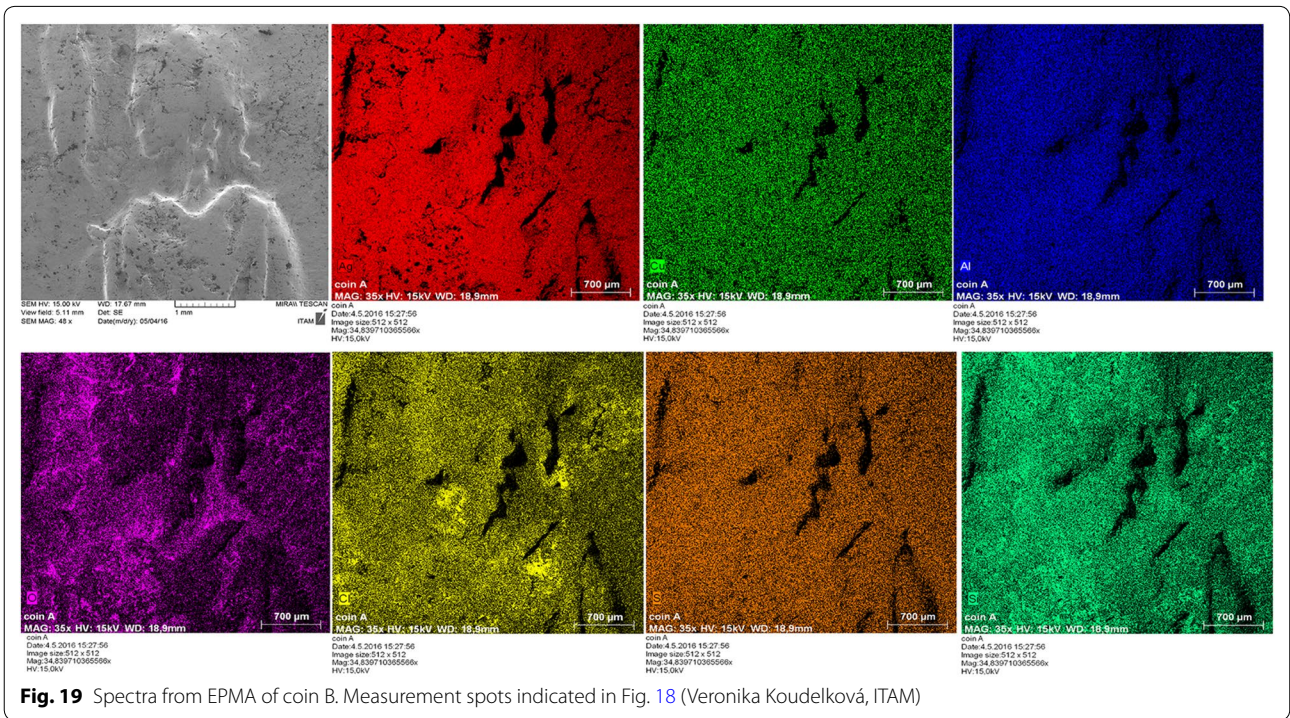 SEM HV: 15.00 kV WD: 17.67 mm MIRA\\ TESCAN
View field: 5.11 mm Det: SE 1 mm
SEM MAG: 48 x Date(m/d/y): 05/04/16 ITAM
Ag
coin A
MAG: 35x HV: 15kV WD: 18,9mm 700 µm
coin A
Date:4.5.2016 15:27:56
Image size:512 x 512
Mag:34,839710365566x
HV:15,0kV
Cu
coin A
MAG: 35x HV: 15kV WD: 18,9mm 700 µm
coin A
Date:4.5.2016 15:27:56
Image size:512 x 512
Mag:34,839710365566x
HV:15,0kV
Al
coin A
MAG: 35x HV: 15kV WD: 18,9mm 700 µm
coin A
Date:4.5.2016 15:27:56
Image size:512 x 512
Mag:34,839710365566x
HV:15,0kV
coin A
MAG: 35x HV: 15kV WD: 18,9mm 700 µm
coin A
Date:4.5.2016 15:27:56
Image size:512 x 512
Mag:34,839710365566x
HV:15,0kV
Cl
coin A
MAG: 35x HV: 15kV WD: 18,9mm 700 µm
coin A
Date:4.5.2016 15:27:56
Image size:512 x 512
Mag:34,839710365566x
HV:15,0kV
coin A
MAG: 35x HV: 15kV WD: 18,9mm 700 µm
coin A
Date:4.5.2016 15:27:56
Image size:512 x 512
Mag:34,839710365566x
HV:15,0kV
coin A
MAG: 35x HV: 15kV WD: 18,9mm 700 µm
coin A
Date:4.5.2016 15:27:56
Image size:512 x 512
Mag:34,839710365566x
HV:15,0kV
Fig. 19 Spectra from EPMA of coin B. Measurement spots indicated in Fig. 18 (Veronika Koudelková, ITAM)